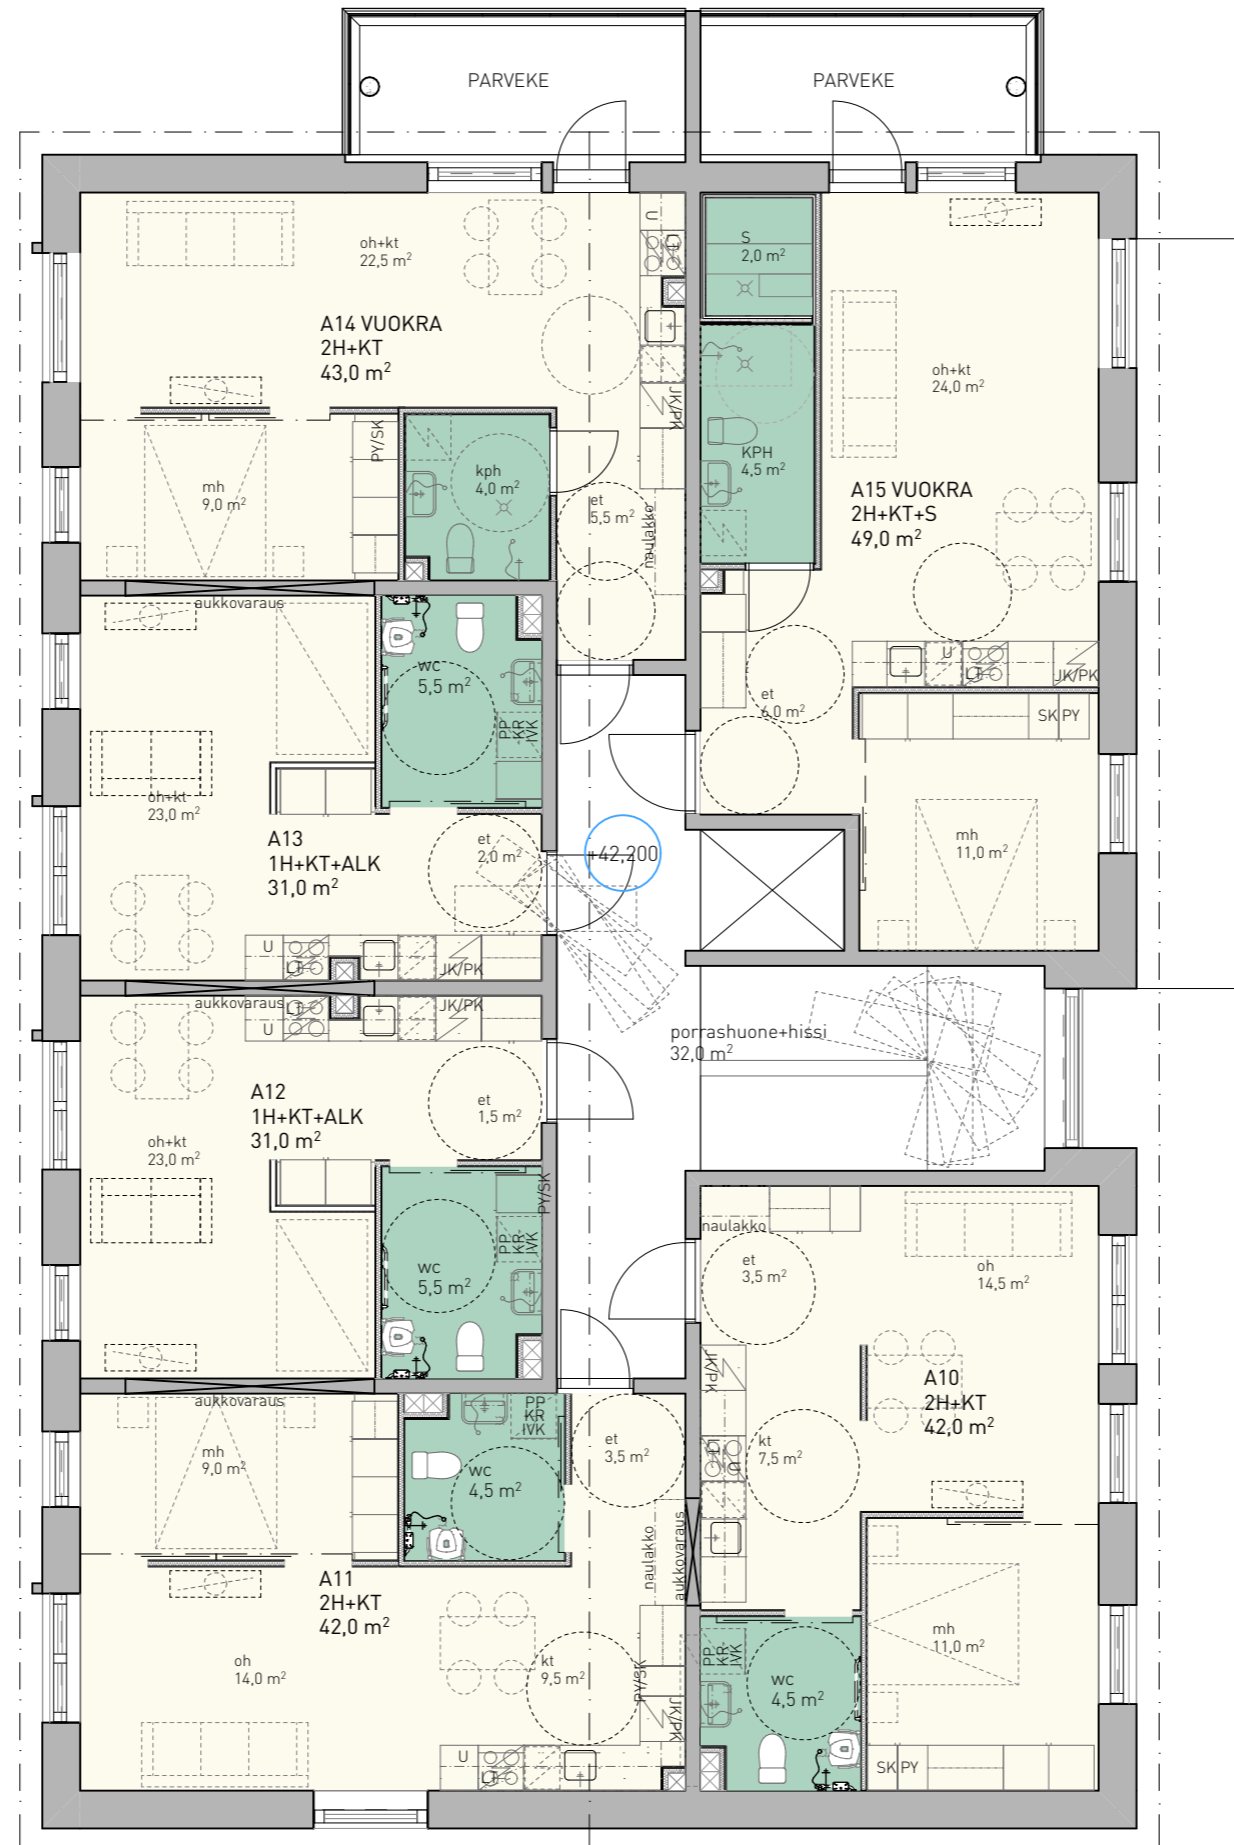 PARVEKE
PARVEKE
oh+kt
22,5 m²
U
LT
A14 VUOKRA
2H+KT
43,0 m²
JK/PK
PY/SK
mh
9,0 m²
kph
4,0 m²
et
5,5 m²
naulakko
S
2,0 m²
oh+kt
24,0 m²
KPH
4,5 m²
A15 VUOKRA
2H+KT+S
49,0 m²
U
LT
JK/PK
et
6,0 m²
SK PY
mh
11,0 m²
aukkovaraus
wc
5,5 m²
PP
KR-
IVK
oh+kt
23,0 m²
A13
1H+KT+ALK
31,0 m²
et
2,0 m²
+42,200
U
LT
JK/PK
aukkovaraus
LT
U
JK/PK
porrashuone+hissi
32,0 m²
A12
1H+KT+ALK
31,0 m²
et
1,5 m²
oh+kt
23,0 m²
PY/SK
PP
KR-
IVK
wc
5,5 m²
naulakko
et
3,5 m²
oh
14,5 m²
JK/PK
A10
2H+KT
42,0 m²
kt
7,5 m²
LT
U
aukkovaraus
mh
9,0 m²
PP
KR
IVK
wc
4,5 m²
et
3,5 m²
naulakko
aukkovaraus
A11
2H+KT
42,0 m²
oh
14,0 m²
kt
9,5 m²
PY/SK
JK/PK
U
LT
PP
KR-
IVK
wc
4,5 m²
mh
11,0 m²
SK PY